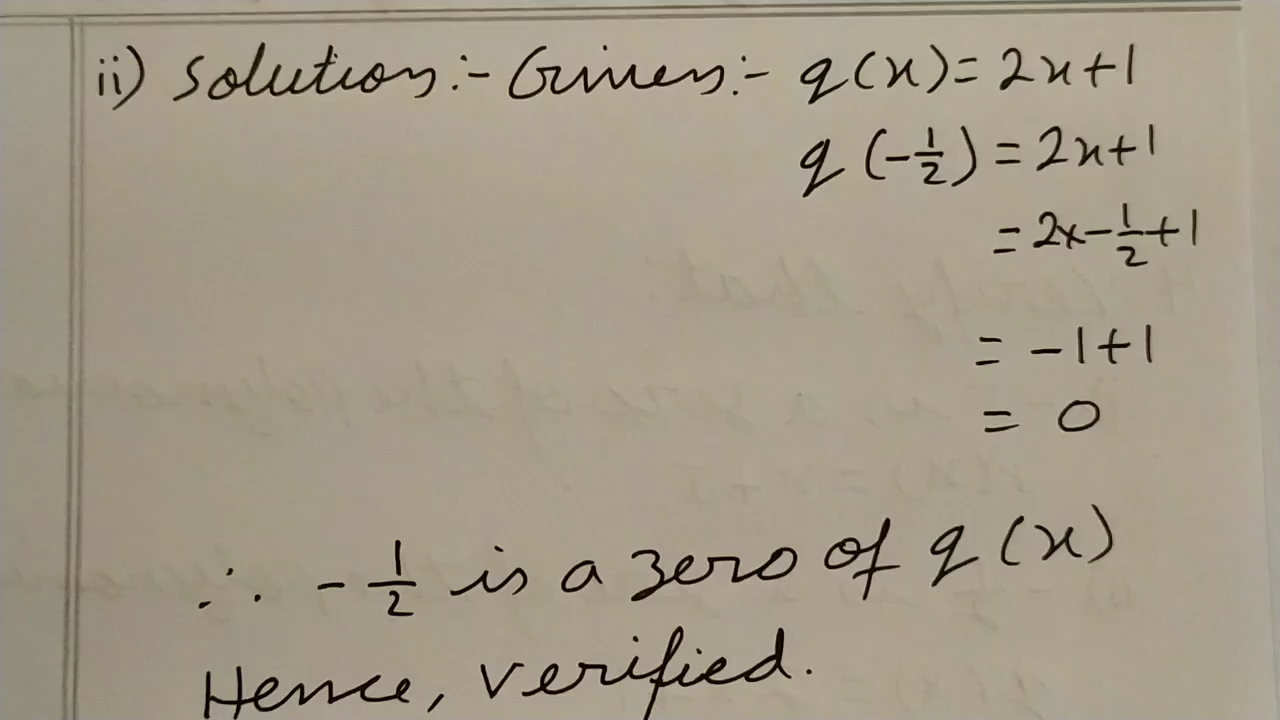 ii) Solution:- Given:- q(x) = 2x+1
q(-1/2) = 2x+1
= 2x-1/2+1
= -1+1
= 0
∴ -1/2 is a zero of q(x)
Hence, verified.